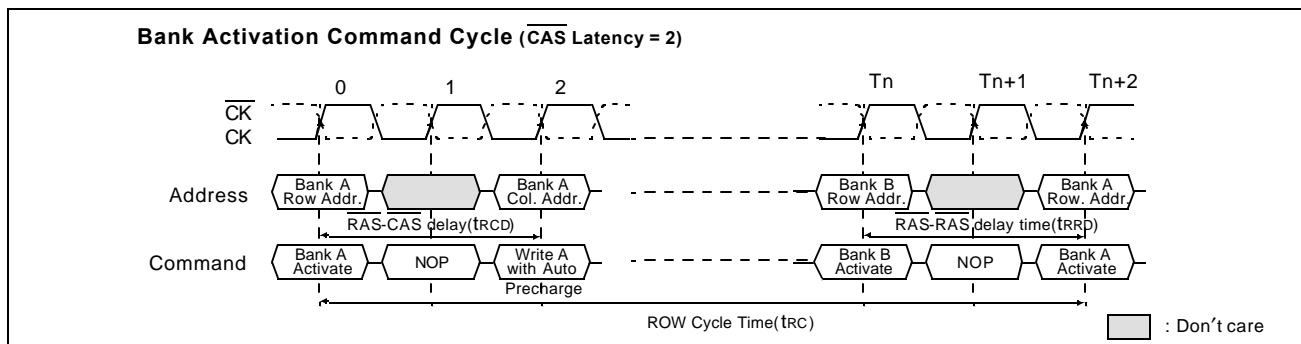 Bank Activation Command Cycle (CAS Latency = 2)
0 1 2 Tn Tn+1 Tn+2
CK
CK
Address
Bank A
Row Addr.
Bank A
Col. Addr.
Bank B
Row Addr.
Bank A
Row. Addr.
RAS-CAS delay(tRCD)
RAS-RAS delay time(tRRD)
Command
Bank A
Activate
NOP
Write A
with Auto
Precharge
Bank B
Activate
NOP
Bank A
Activate
ROW Cycle Time(tRC)
: Don′t care